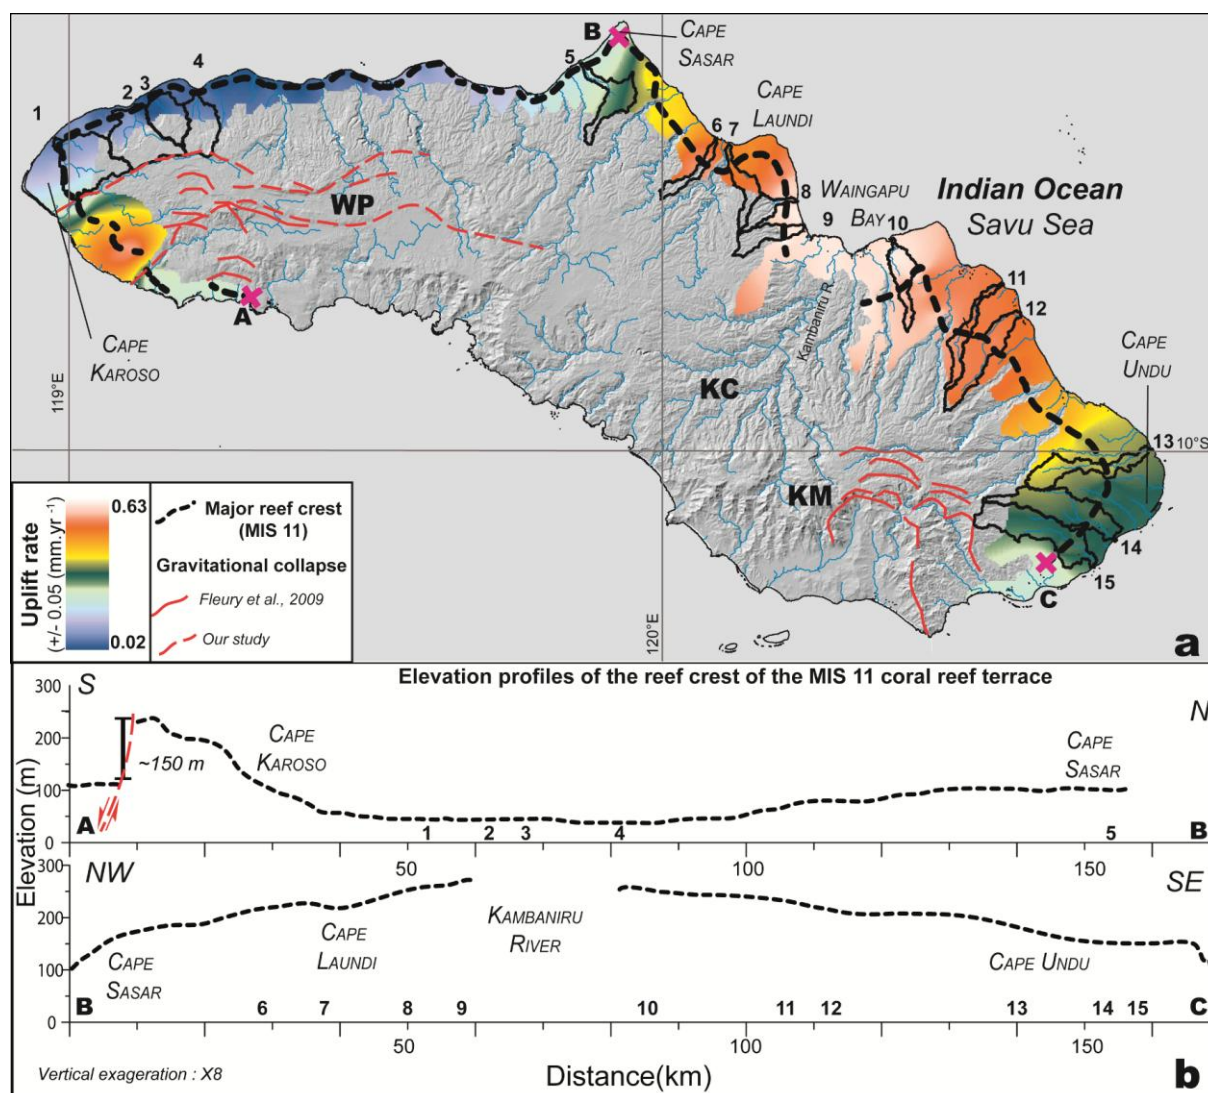 B
CAPE
SASAR
4
3
2
1
5
CAPE
LAUNDI
6
7
8
WAINGAPU
BAY
9
10
Indian Ocean
Savu Sea
WP
A
11
12
CAPE
KAROSO
Kambaniru R.
CAPE
UNDU
119°E
KC
13
10°S
KM
14
15
C
120°E
a
Uplift rate
(+/- 0.05 (mm.yr -1)
0.63
0.02
Major reef crest
(MIS 11)
Gravitational collapse
Fleury et al., 2009
Our study
Elevation profiles of the reef crest of the MIS 11 coral reef terrace
Elevation (m)
300
200
100
0
S
N
~150 m
CAPE
KAROSO
CAPE
SASAR
A
1
2
3
4
5
B
50
100
150
300
200
100
0
NW
SE
CAPE
SASAR
CAPE
LAUNDI
KAMBANIRU
RIVER
CAPE UNDU
B
6
7
8
9
10
11
12
13
14
15
C
50
100
150
Vertical exageration : X8
Distance(km)
b